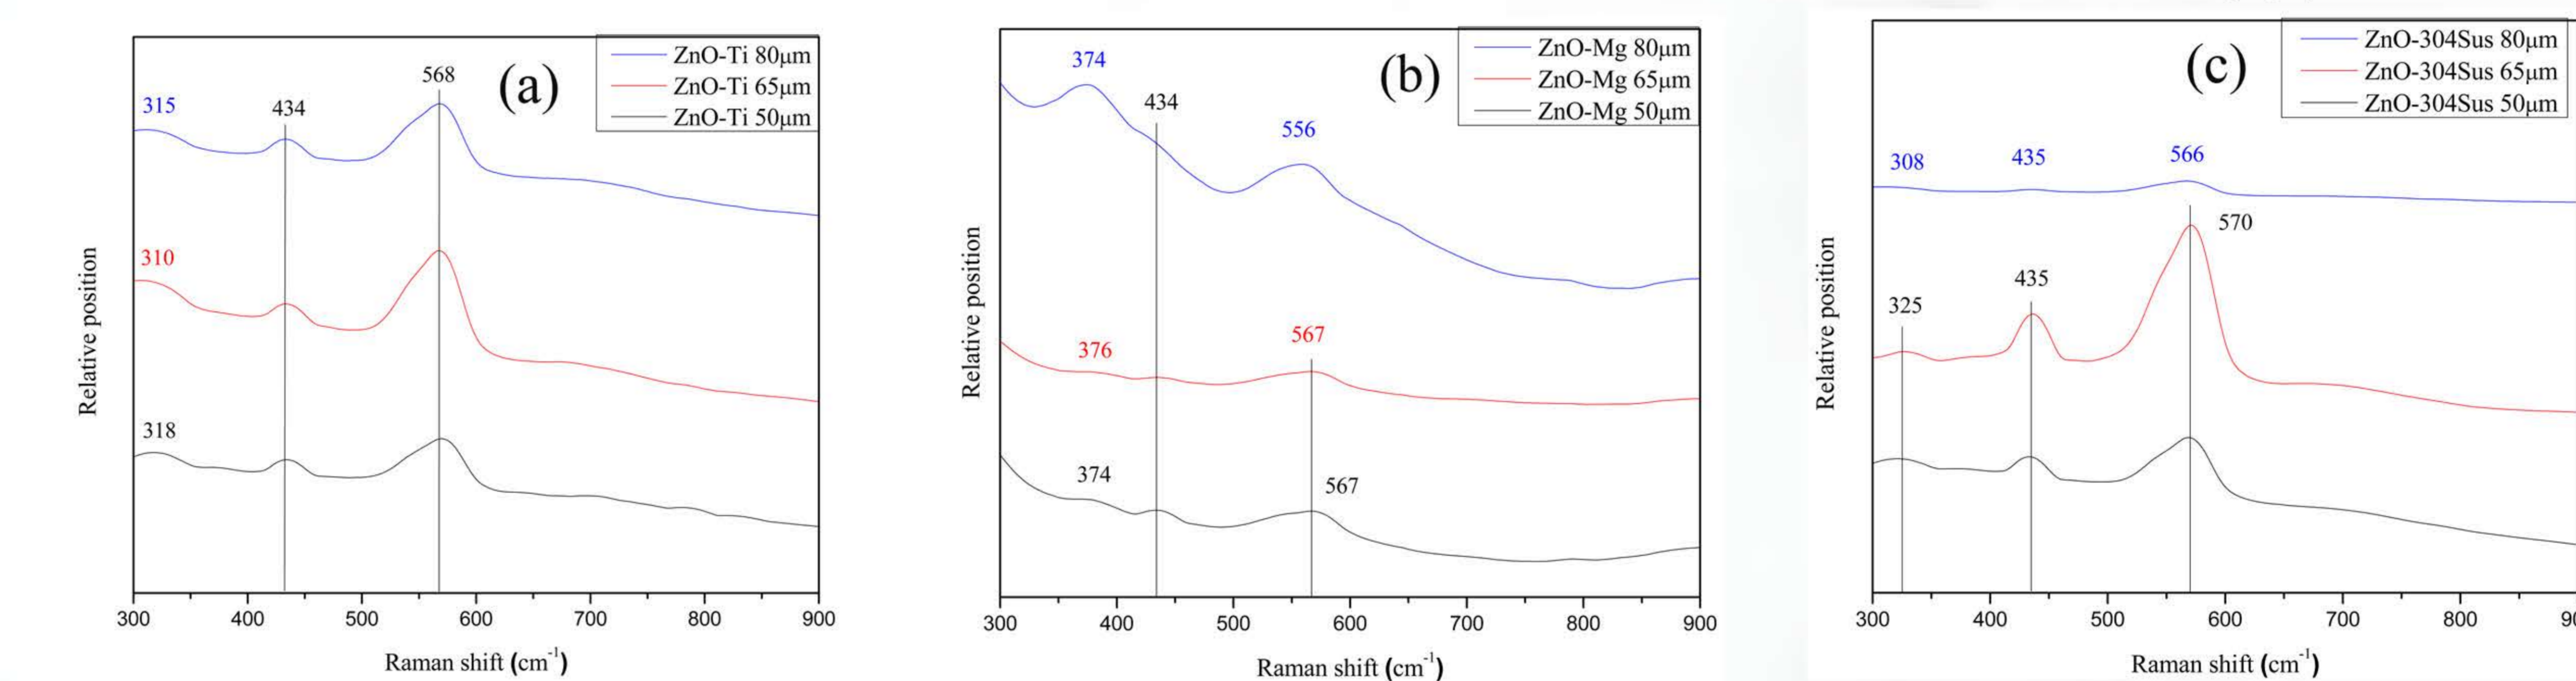 ZnO-Ti 80μm
ZnO-Ti 65μm
ZnO-Ti 50μm
(a)
568
434
315
310
318
Relative position
300 400 500 600 700 800 900
Raman shift (cm⁻¹)
ZnO-Mg 80μm
ZnO-Mg 65μm
ZnO-Mg 50μm
(b)
374
434
556
376
567
374
567
Relative position
300 400 500 600 700 800 900
Raman shift (cm⁻¹)
ZnO-304Sus 80μm
ZnO-304Sus 65μm
ZnO-304Sus 50μm
(c)
308
435
566
570
435
325
Relative position
300 400 500 600 700 800
Raman shift (cm⁻¹)